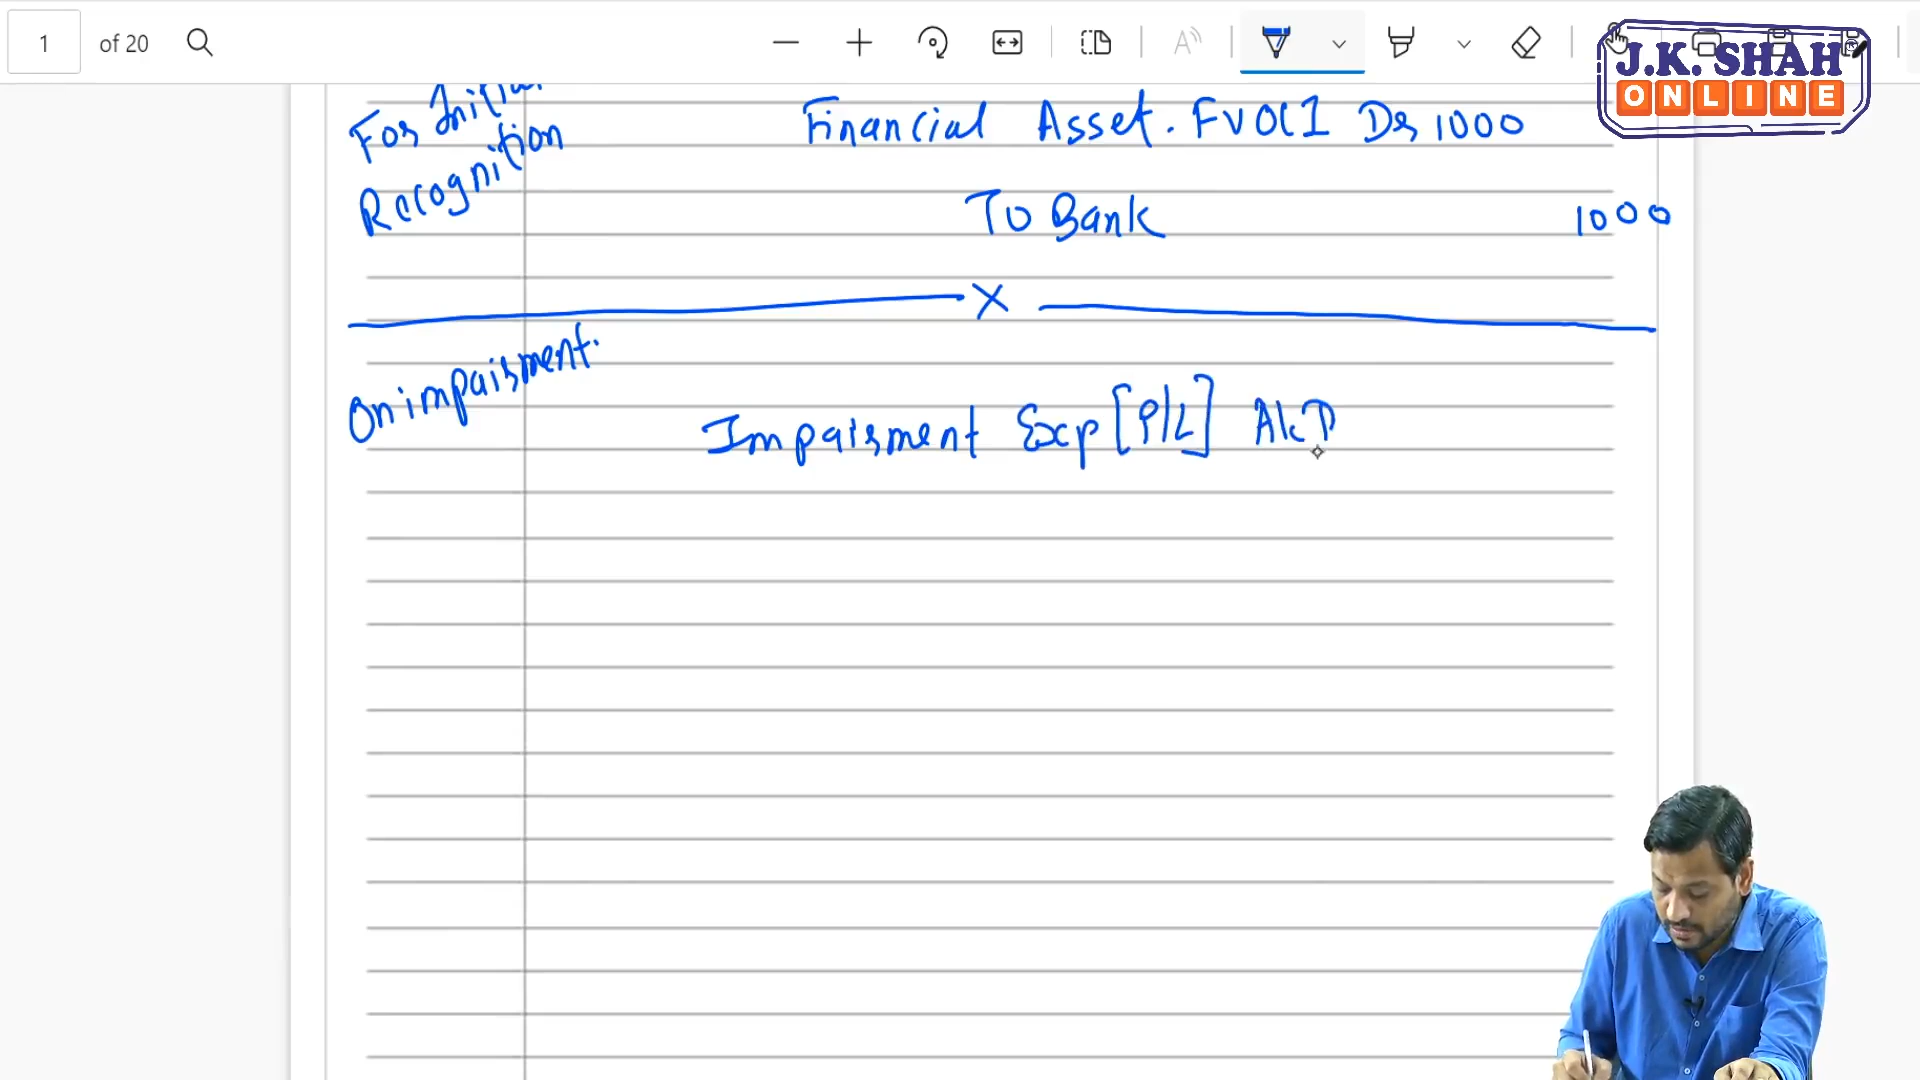 1 of 20
J.K. SHAH
ONLINE
For Initial
Recognition
Financial Asset. FVOCI Dr 1000
To Bank 1000
X
On impairment.
Impairment Exp [P/L] A/c D